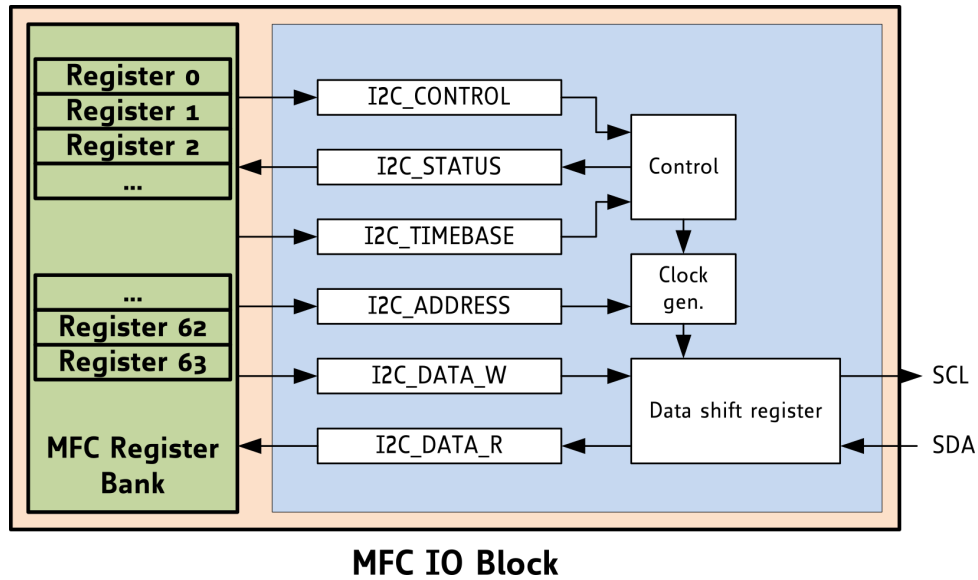 Register 0
Register 1
Register 2
...
...
Register 62
Register 63
MFC Register
Bank
I2C_CONTROL
I2C_STATUS
I2C_TIMEBASE
I2C_ADDRESS
I2C_DATA_W
I2C_DATA_R
Control
Clock
gen.
Data shift register
SCL
SDA
MFC IO Block